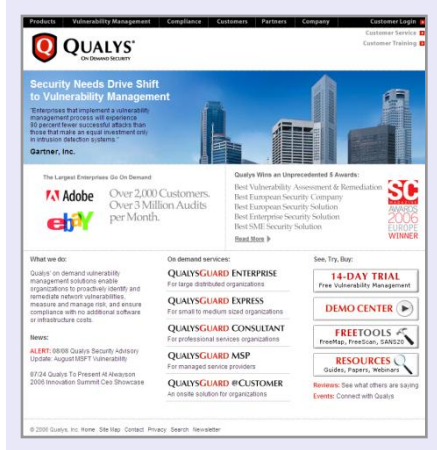 Products Vulnerability Management Compliance Customers Partners Company Customer Login
Customer Service
Customer Training
QUALYS
ON DEMAND SECURITY
Security Needs Drive Shift
to Vulnerability Management
"Enterprises that implement a vulnerability
management process will experience
90 percent fewer successful attacks than
those that make an equal investment only
in intrusion detection systems."
Gartner, Inc.
The Largest Enterprises Go On Demand
Adobe
ebay
Over 2,000 Customers.
Over 3 Million Audits
per Month.
Qualys Wins an Unprecedented 5 Awards:
Best Vulnerability Assessment & Remediation
Best European Security Company
Best European Security Solution
Best Enterprise Security Solution
Best SME Security Solution
Read More
SC
MAGAZINE
AWARDS
2006
EUROPE
WINNER
What we do:
Qualys' on demand vulnerability
management solutions enable
organizations to proactively identify and
remediate network vulnerabilities,
measure and manage risk, and ensure
compliance with no additional software
or infrastructure costs.
News:
ALERT: 08/08 Qualys Security Advisory
Update: August MSFT Vulnerability
07/24 Qualys To Present At Always on
2006 Innovation Summit Ceo Showcase
On demand services:
QUALYSGUARD ENTERPRISE
For large distributed organizations
QUALYSGUARD EXPRESS
For small to medium sized organizations
QUALYSGUARD CONSULTANT
For professional services organizations
QUALYSGUARD MSP
For managed service providers
QUALYSGUARD @CUSTOMER
An onsite solution for organizations
See, Try, Buy:
14-DAY TRIAL
Free Vulnerability Management
DEMO CENTER
FREETOOLS
FreeMap, FreeScan, SANS20
RESOURCES
Guides, Papers, Webinars
Reviews: See what others are saying
Events: Connect with Qualys
© 2006 Qualys, Inc. Home Site Map Contact Privacy Search Newsletter